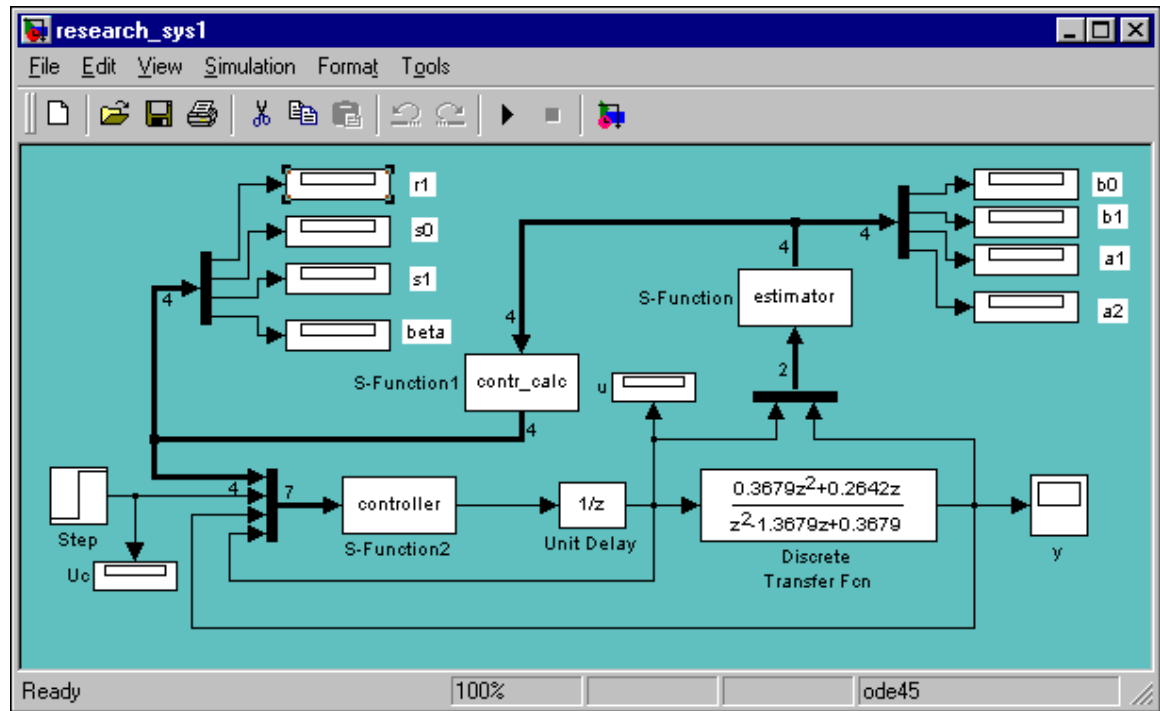 research_sys1
File Edit View Simulation Format Tools
r1
s0
s1
beta
4
b0
b1
a1
a2
4
4
S-Function
estimator
2
4
S-Function1
contr_calc
4
u
Step
Uc
4
7
controller
S-Function2
1/z
Unit Delay
0.3679z²+0.2642z
z²-1.3679z+0.3679
Discrete
Transfer Fcn
y
Ready
100%
ode45